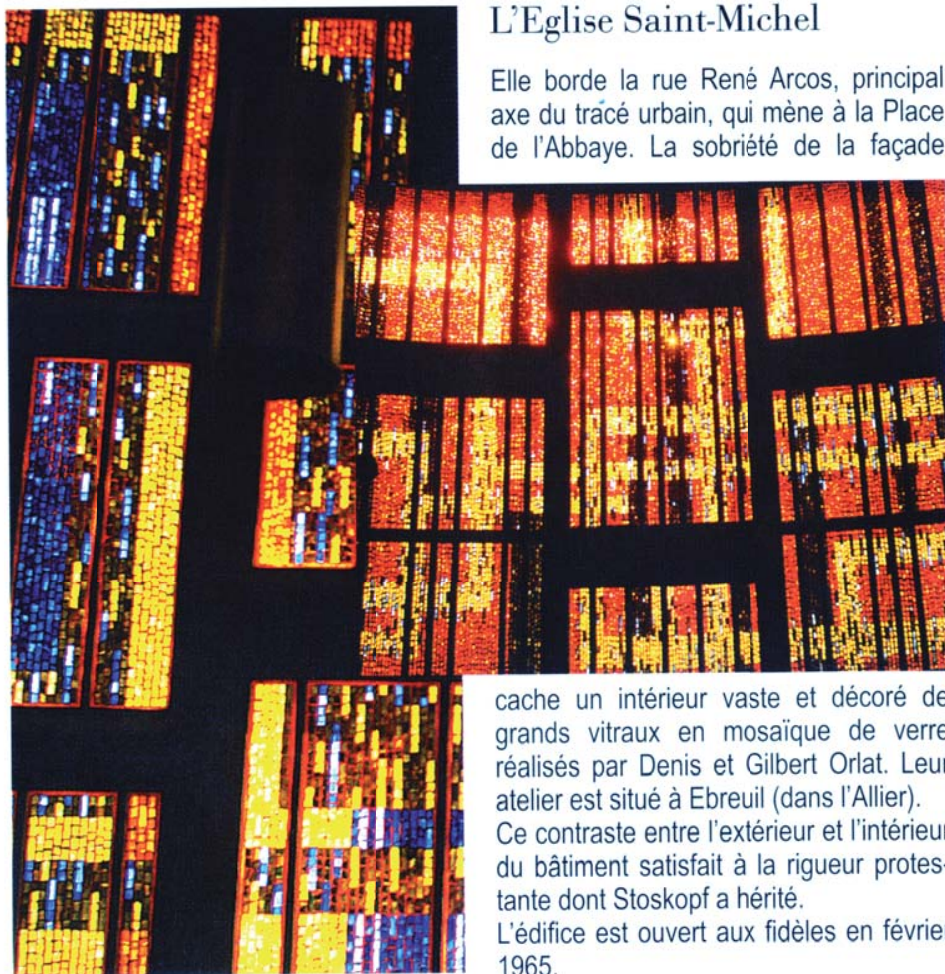 L'Eglise Saint-Michel
Elle borde la rue René Arcos, principal
axe du tracé urbain, qui mène à la Place
de l'Abbaye. La sobriété de la façade
cache un intérieur vaste et décoré de
grands vitraux en mosaïque de verre
réalisés par Denis et Gilbert Orlat. Leur
atelier est situé à Ebreuil (dans l'Allier).
Ce contraste entre l'extérieur et l'intérieur
du bâtiment satisfait à la rigueur protes-
tante dont Stoskopf a hérité.
L'édifice est ouvert aux fidèles en février
1965.